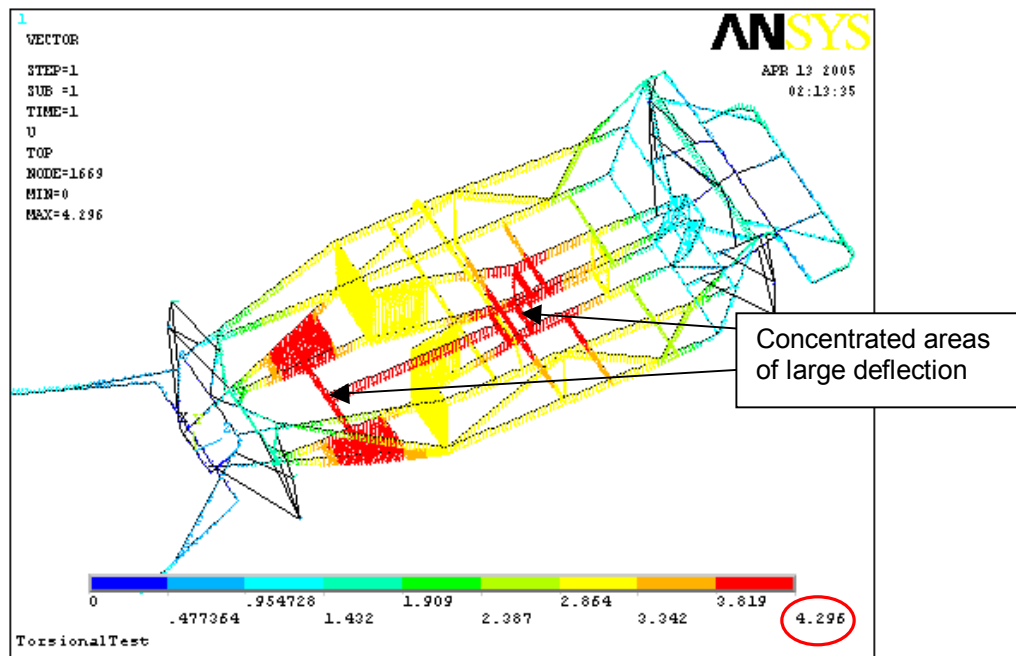 1
VECTOR
STEP=1
SUB =1
TIME=1
U
TOP
NODE=1669
MIN=0
MAX=4.296
ANSYS
APR 13 2005
02:13:35
Concentrated areas
of large deflection
0 .954728 1.909 2.864 3.819
.477364 1.432 2.387 3.342 4.296
TorsionalTest